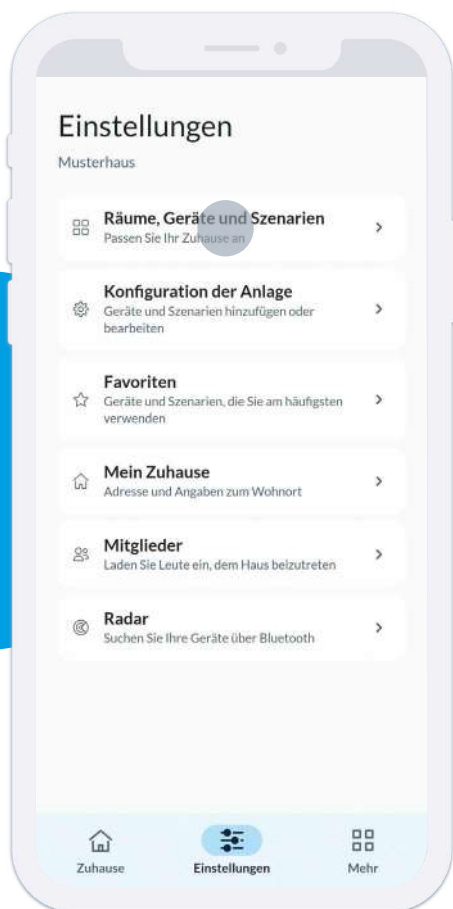 Einstellungen
Musterhaus
Räume, Geräte und Szenarien
Passen Sie Ihr Zuhause an
Konfiguration der Anlage
Geräte und Szenarien hinzufügen oder
bearbeiten
Favoriten
Geräte und Szenarien, die Sie am häufigsten
verwenden
Mein Zuhause
Adresse und Angaben zum Wohnort
Mitglieder
Laden Sie Leute ein, dem Haus beizutreten
Radar
Suchen Sie Ihre Geräte über Bluetooth
Zuhause
Einstellungen
Mehr